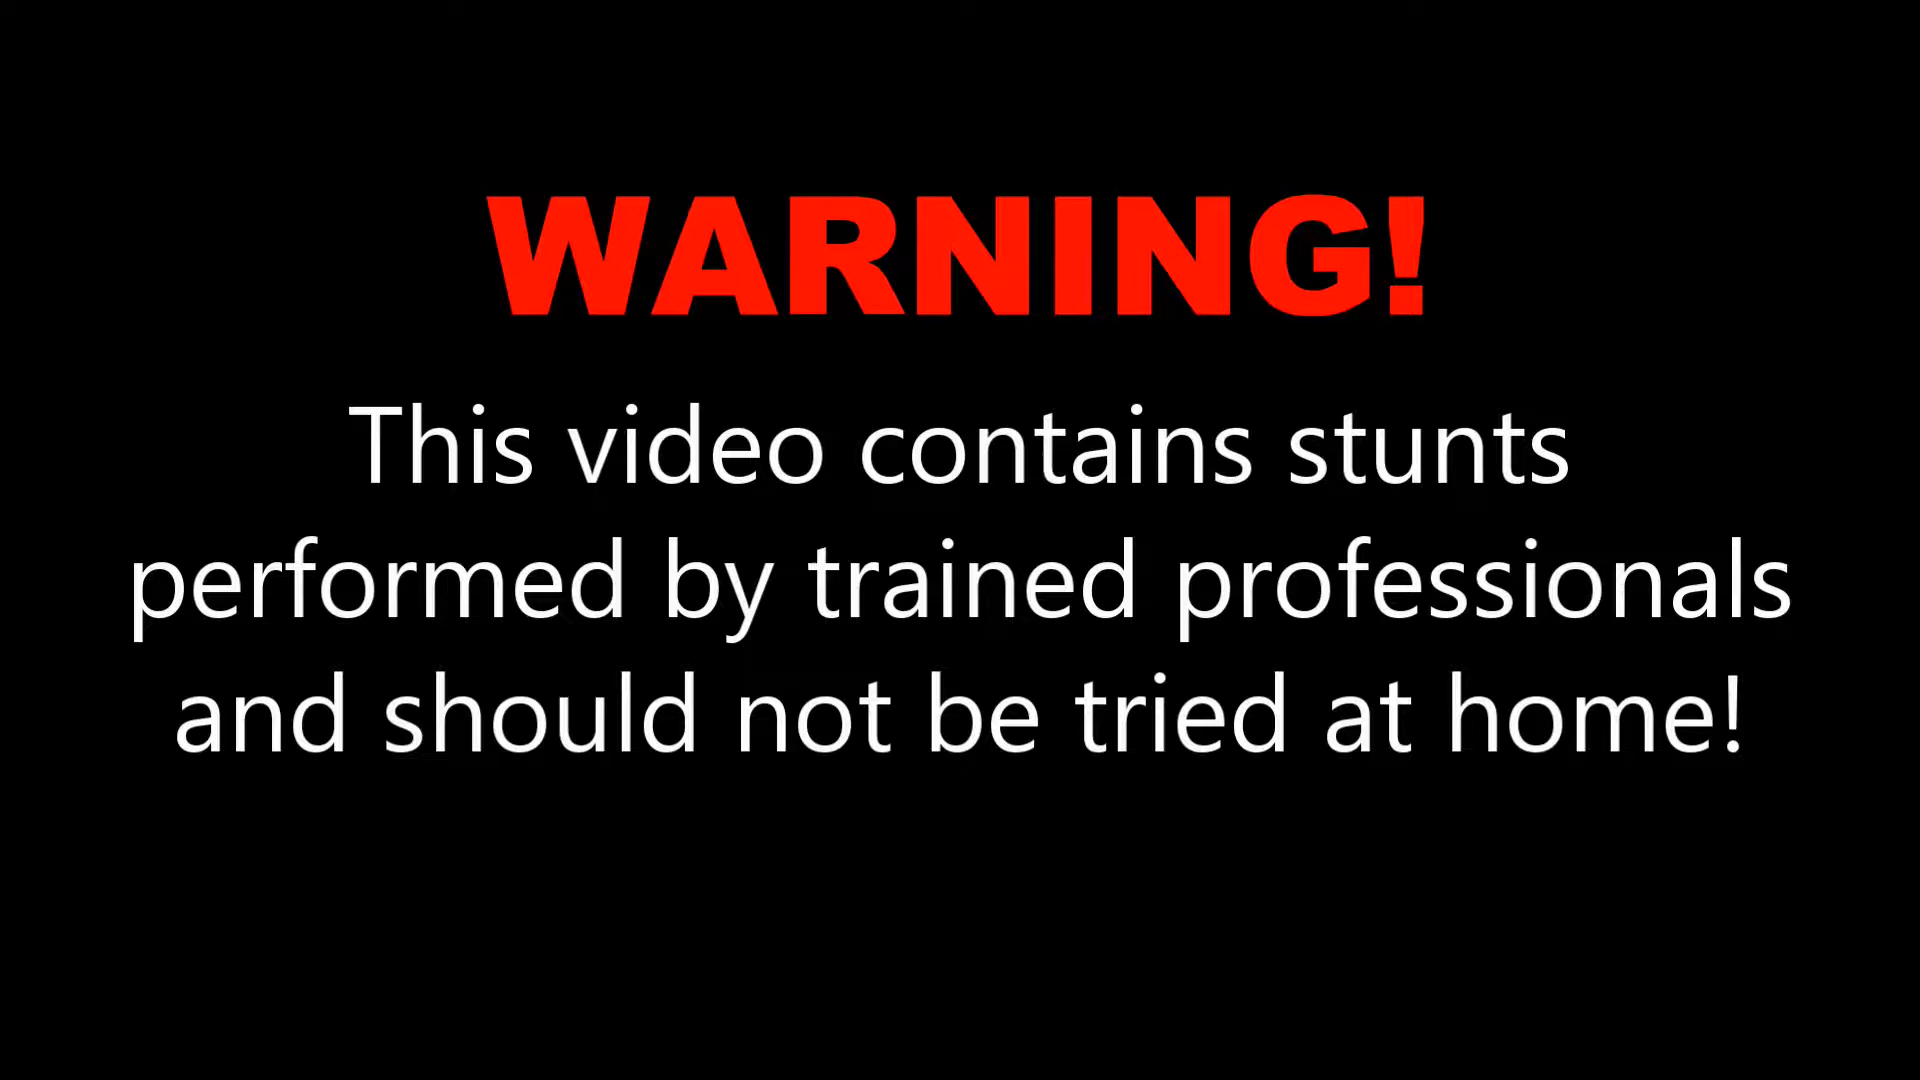 WARNING!
This video contains stunts
performed by trained professionals
and should not be tried at home!